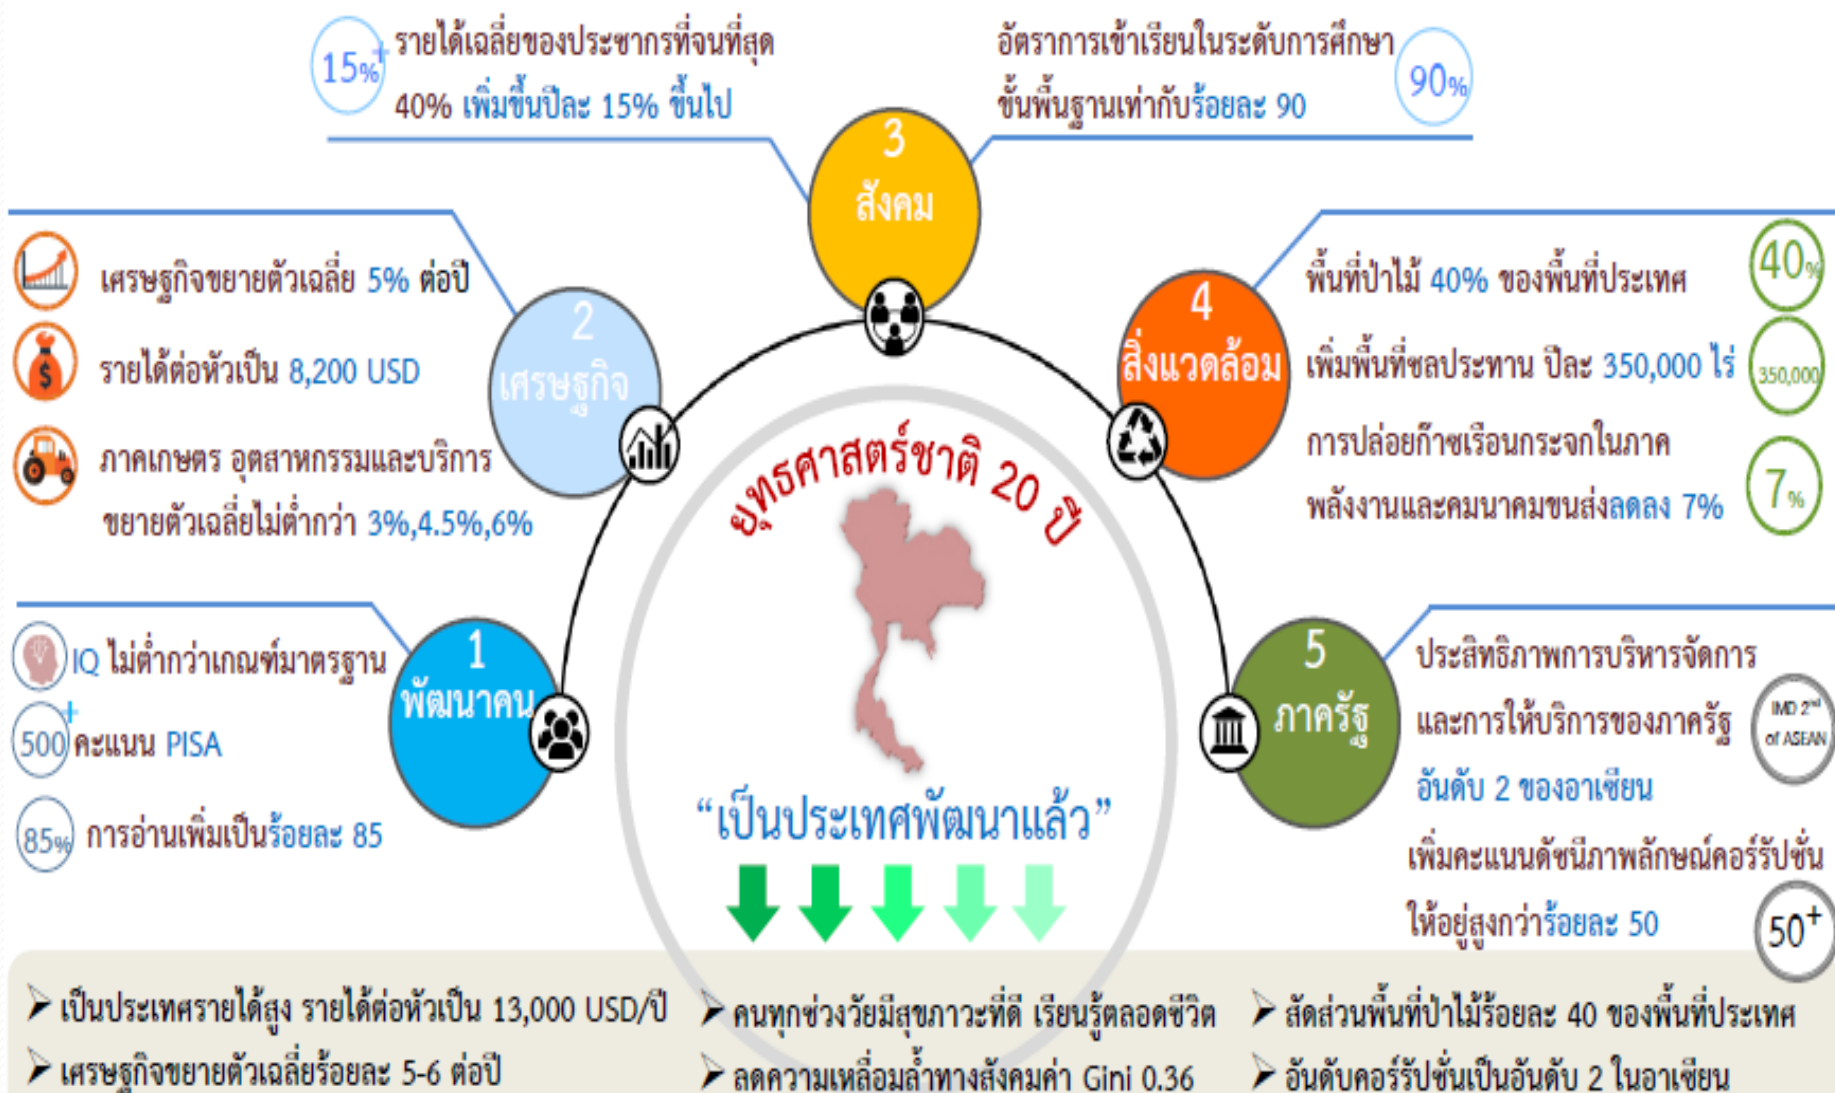 15%+
รายได้เฉลี่ยของประชากรที่จนที่สุด
40% เพิ่มขึ้นปีละ 15% ขึ้นไป
อัตราการเข้าเรียนในระดับการศึกษา
ขั้นพื้นฐานเท่ากับร้อยละ 90
90%
3
สังคม
เศรษฐกิจขยายตัวเฉลี่ย 5% ต่อปี
รายได้ต่อหัวเป็น 8,200 USD
ภาคเกษตร อุตสาหกรรมและบริการ
ขยายตัวเฉลี่ยไม่ต่ำกว่า 3%,4.5%,6%
2
เศรษฐกิจ
4
สิ่งแวดล้อม
พื้นที่ป่าไม้ 40% ของพื้นที่ประเทศ
40%
เพิ่มพื้นที่ชลประทาน ปีละ 350,000 ไร่
350,000
การปล่อยก๊าซเรือนกระจกในภาค
พลังงานและคมนาคมขนส่งลดลง 7%
7%
ยุทธศาสตร์ชาติ 20 ปี
IQ ไม่ต่ำกว่าเกณฑ์มาตรฐาน
500+ คะแนน PISA
85% การอ่านเพิ่มเป็นร้อยละ 85
1
พัฒนาคน
5
ภาครัฐ
ประสิทธิภาพการบริหารจัดการ
และการให้บริการของภาครัฐ
อันดับ 2 ของอาเซียน
IMD 2nd
of ASEAN
เพิ่มคะแนนดัชนีภาพลักษณ์คอร์รัปชั่น
ให้อยู่สูงกว่าร้อยละ 50
50+
“เป็นประเทศพัฒนาแล้ว”
➢ เป็นประเทศรายได้สูง รายได้ต่อหัวเป็น 13,000 USD/ปี
➢ เศรษฐกิจขยายตัวเฉลี่ยร้อยละ 5-6 ต่อปี
➢ คนทุกช่วงวัยมีสุขภาวะที่ดี เรียนรู้ตลอดชีวิต
➢ ลดความเหลื่อมล้ำทางสังคมค่า Gini 0.36
➢ สัดส่วนพื้นที่ป่าไม้ร้อยละ 40 ของพื้นที่ประเทศ
➢ อันดับคอร์รัปชั่นเป็นอันดับ 2 ในอาเซียน